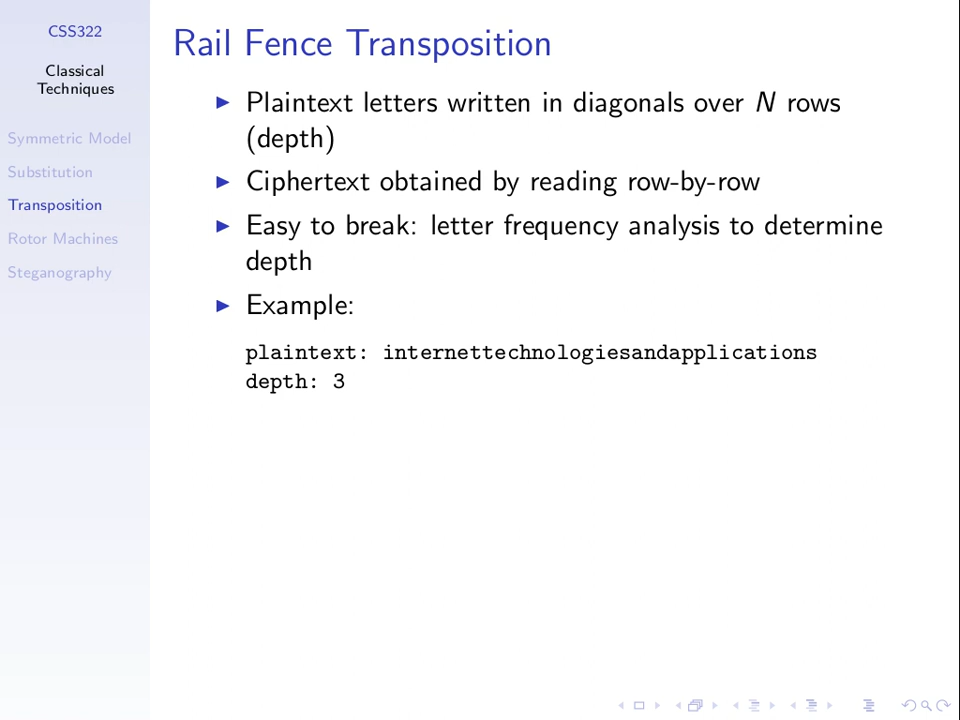 CSS322
Classical
Techniques
Symmetric Model
Substitution
Transposition
Rotor Machines
Steganography
Rail Fence Transposition
Plaintext letters written in diagonals over N rows
(depth)
Ciphertext obtained by reading row-by-row
Easy to break: letter frequency analysis to determine
depth
Example:
plaintext: internettechnologiesandapplications
depth: 3